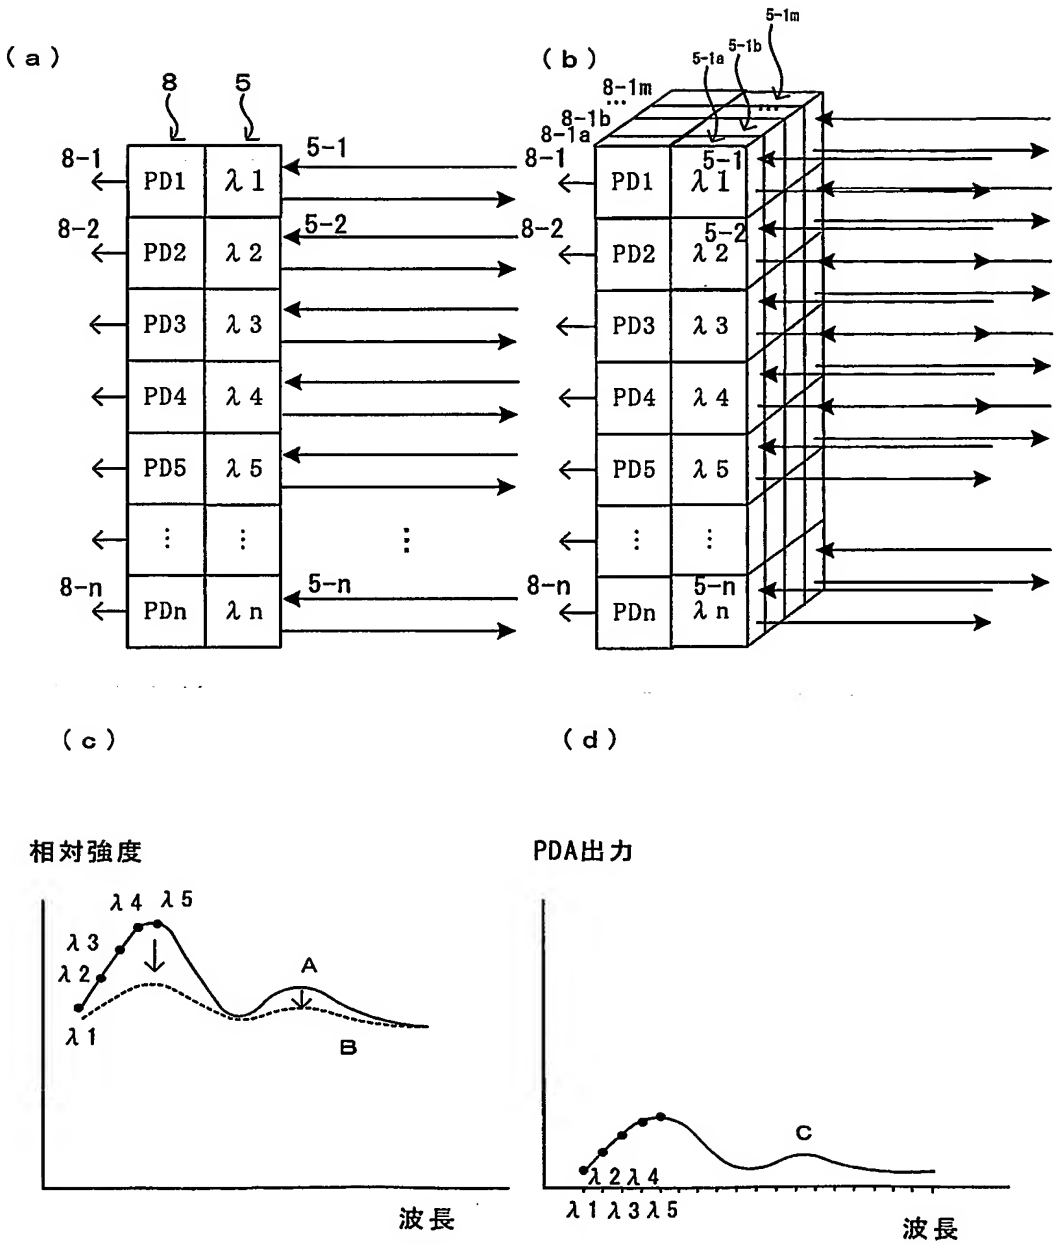 (a)
8 5
8-1 PD1 λ1 5-1
8-2 PD2 λ2 5-2
PD3 λ3
PD4 λ4
PD5 λ5
⋮ ⋮ ⋮
8-n PDn λn 5-n
(b)
5-1m
5-1b
5-1a
8-1m
...
...
8-1b
8-1a
8-1 PD1 λ1 5-1
8-2 PD2 λ2 5-2
PD3 λ3
PD4 λ4
PD5 λ5
⋮ ⋮
8-n PDn λn 5-n
(c)
相対強度
λ4 λ5
λ3
λ2
λ1
A
B
波長
(d)
PDA出力
C
λ2 λ4
λ1 λ3 λ5
波長